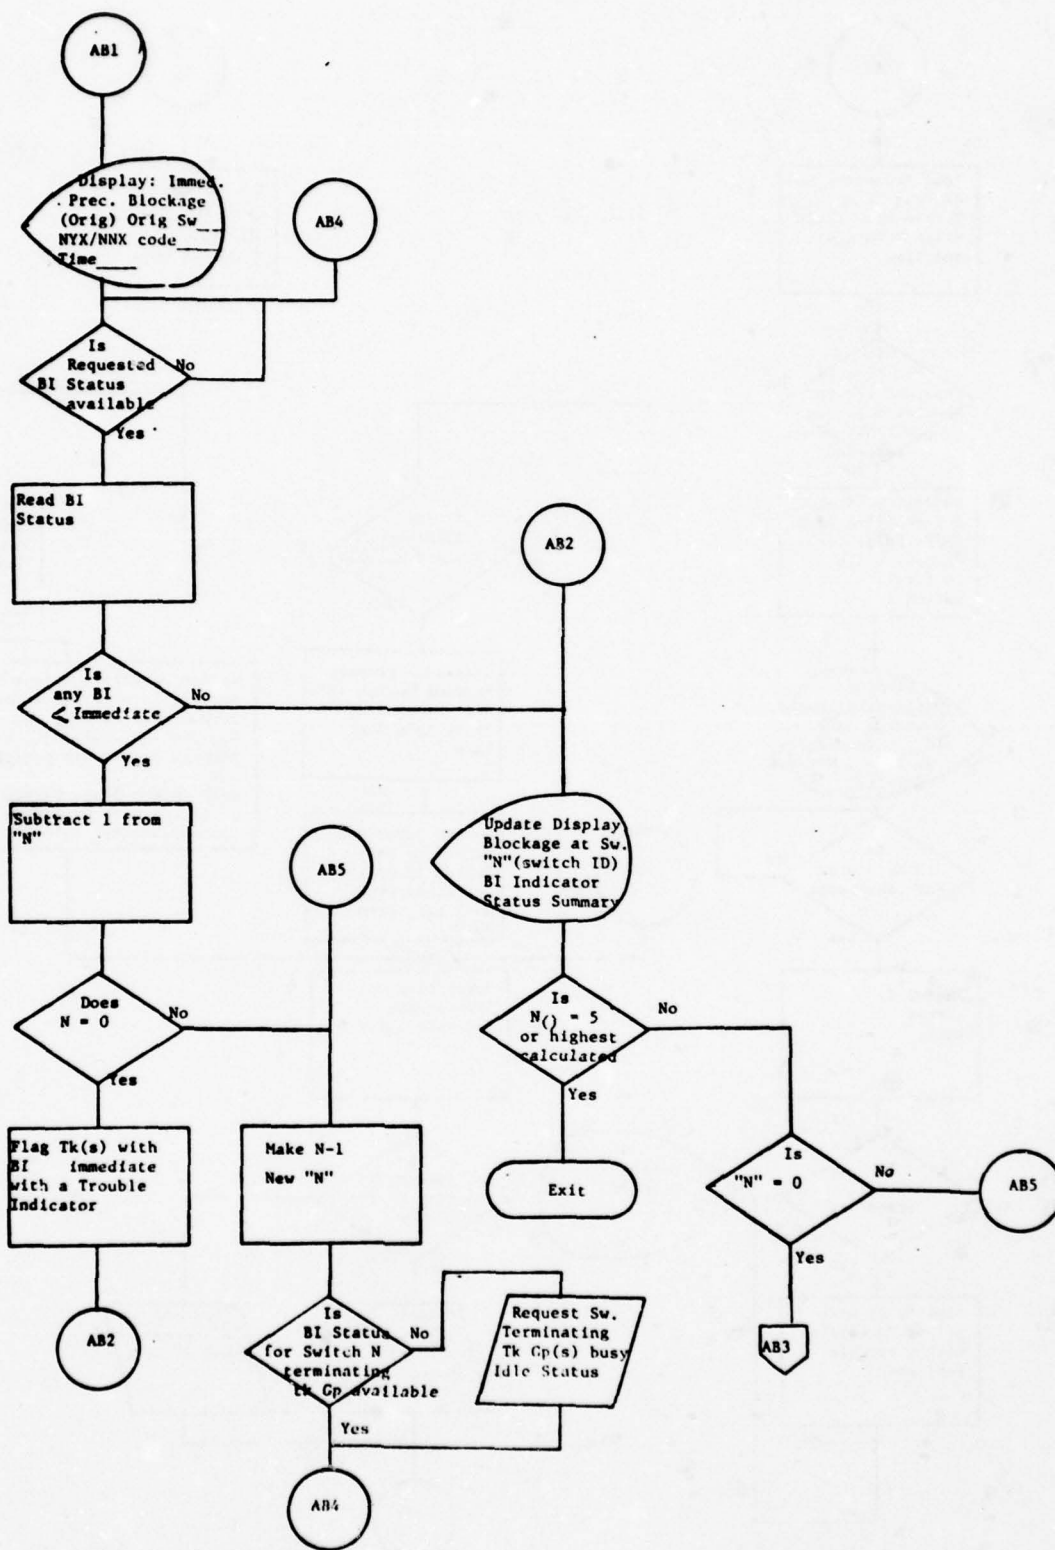 AB1
Display: Immed.
Prec. Blockage
(Orig) Orig Sw___
NYX/NNX code____
Time____
AB4
Is
Requested
BI Status
available
No
Yes
Read BI
Status
AB2
Is
any BI
< Immediate
No
Yes
Subtract 1 from
"N"
AB5
Update Display
Blockage at Sw.
"N"(switch ID)
BI Indicator
Status Summary
Does
N = 0
No
Yes
Is
N() = 5
or highest
calculated
No
Yes
Flag Tk(s) with
BI immediate
with a Trouble
Indicator
Make N-1
New "N"
Exit
Is
"N" = 0
No
Yes
AB5
AB2
Is
BI Status
for Switch N
terminating
tk Gp available
No
Yes
Request Sw.
Terminating
Tk Gp(s) busy
Idle Status
AB3
AB4